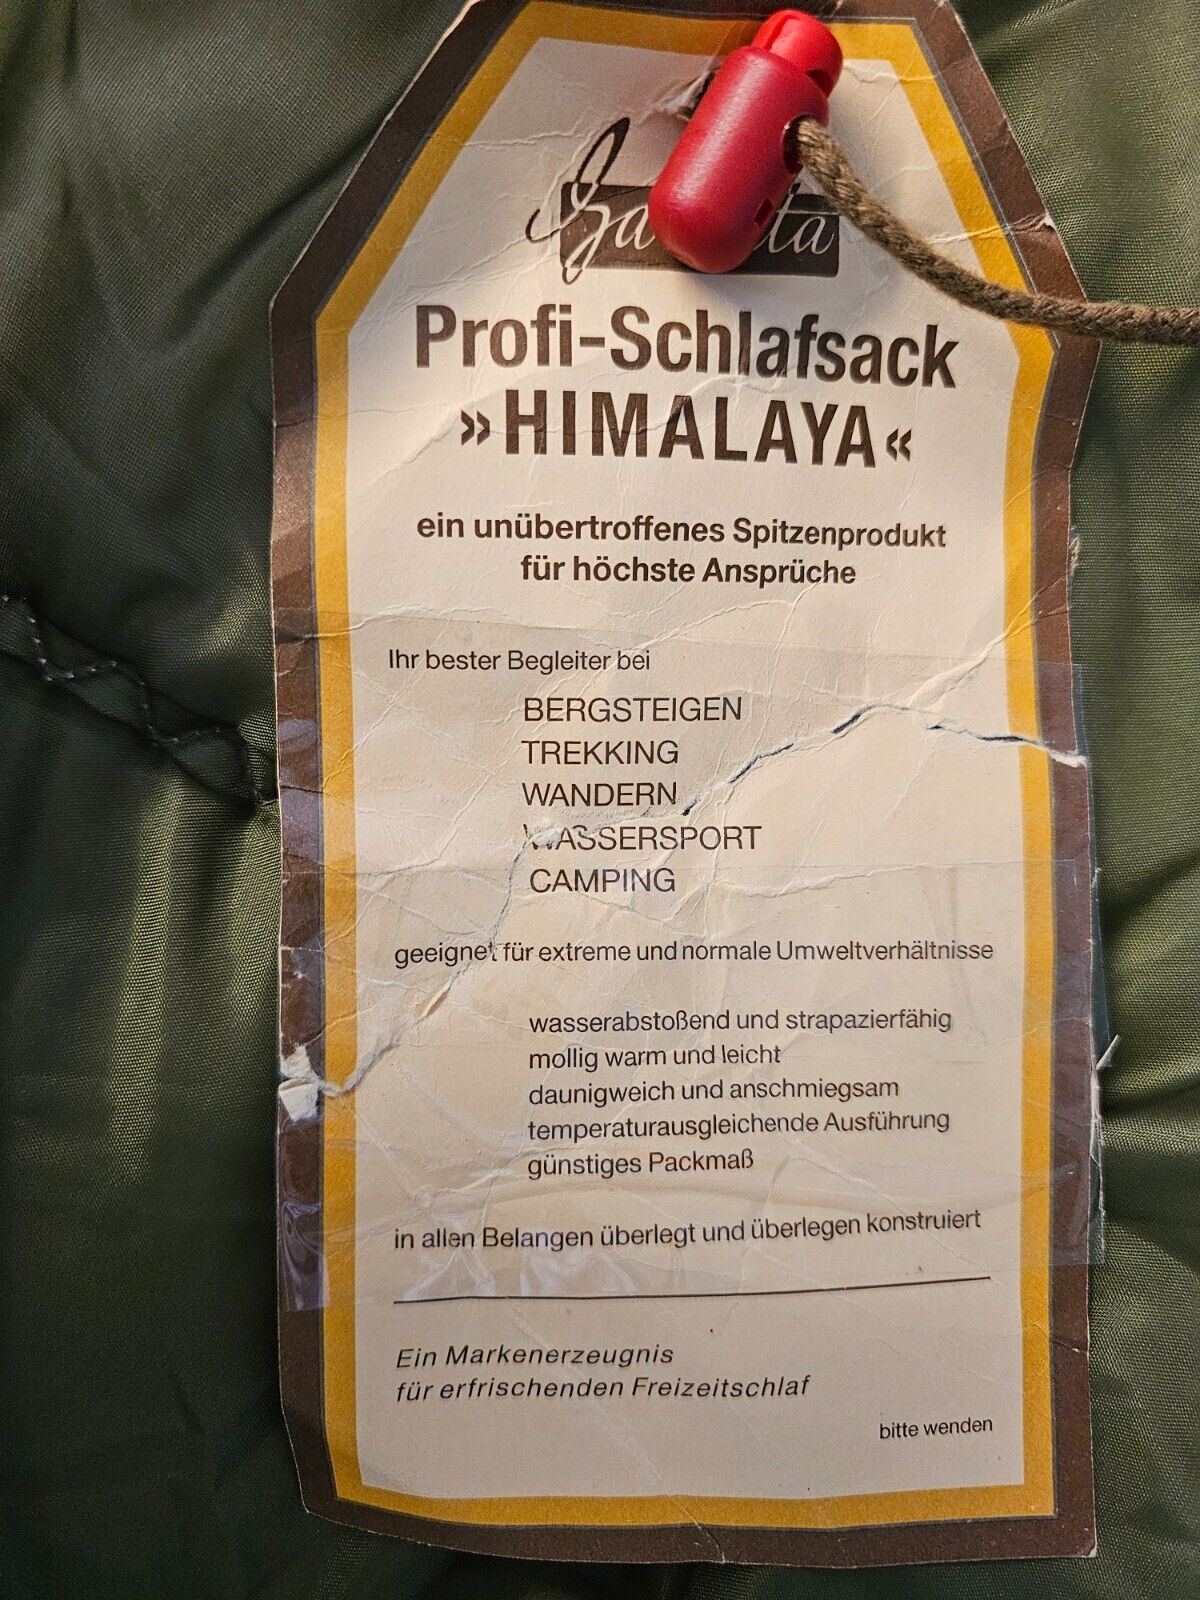 Profi-Schlafsack
»HIMALAYA«
ein unübertroffenes Spitzenprodukt
für höchste Ansprüche
Ihr bester Begleiter bei
BERGSTEIGEN
TREKKING
WANDERN
WASSERSPORT
CAMPING
geeignet für extreme und normale Umweltverhältnisse
wasserabstoßend und strapazierfähig
mollig warm und leicht
daunigweich und anschmiegsam
temperaturausgleichende Ausführung
günstiges Packmaß
in allen Belangen überlegt und überlegen konstruiert
Ein Markenerzeugnis
für erfrischenden Freizeitschlaf
bitte wenden